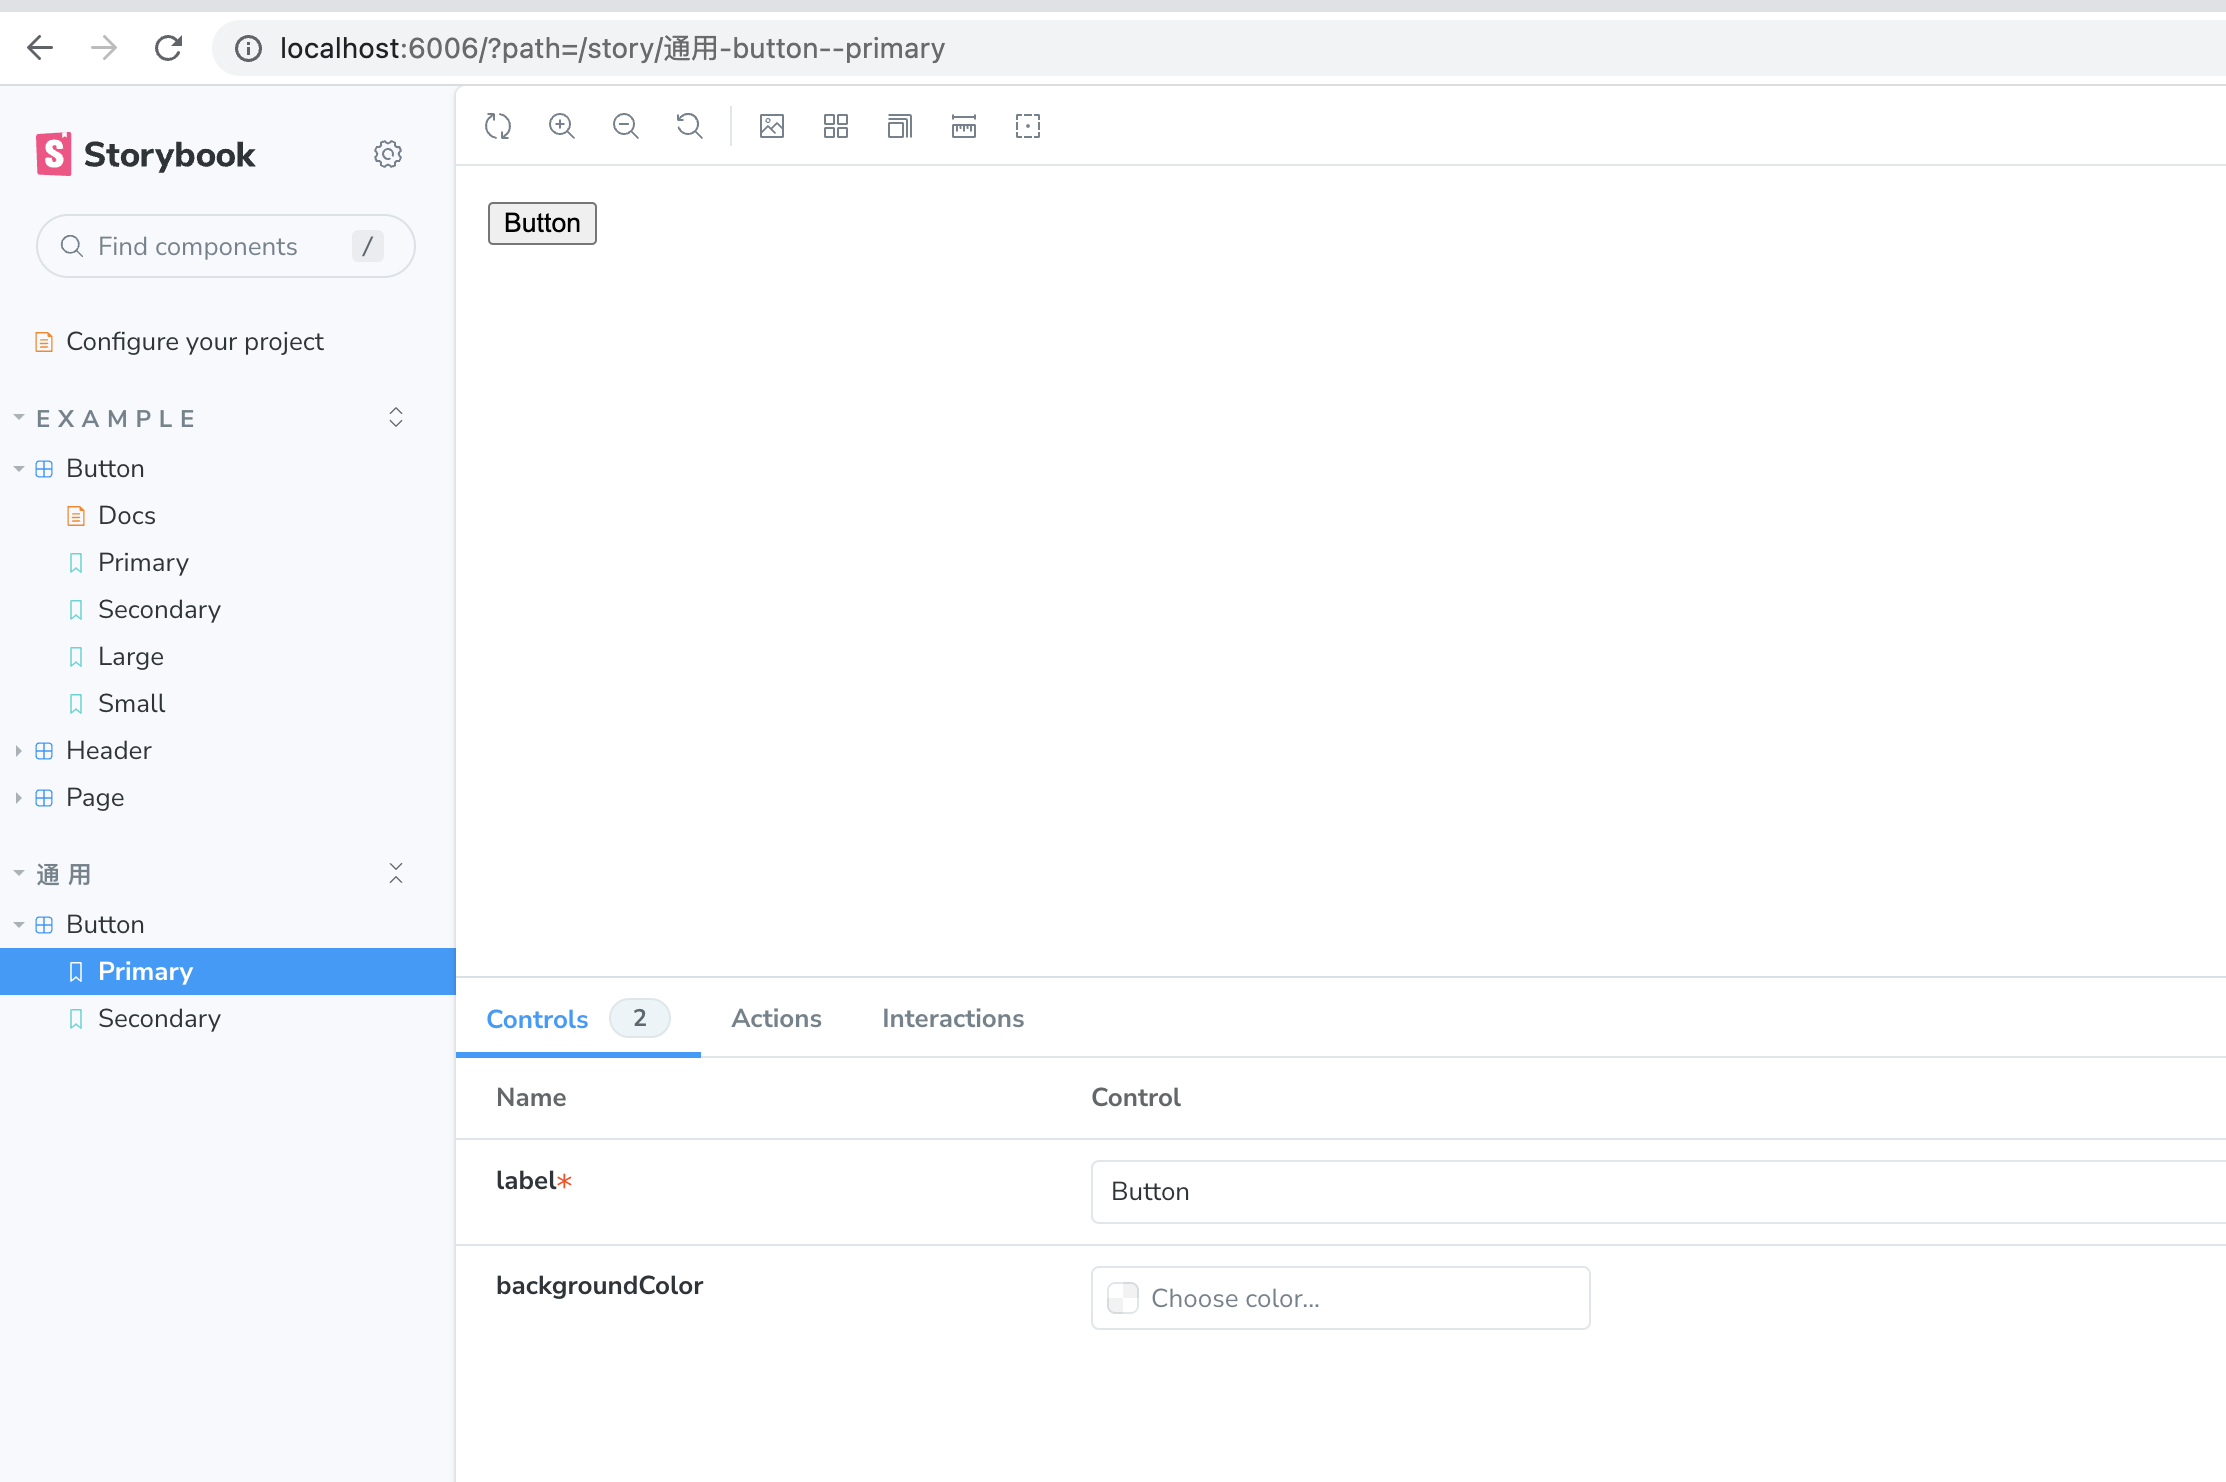 localhost:6006/?path=/story/通用-button--primary
Storybook
Find components /
Configure your project
EXAMPLE
Button
Docs
Primary
Secondary
Large
Small
Header
Page
通用
Button
Primary
Secondary
Button
Controls 2 Actions Interactions
Name Control
label* Button
backgroundColor Choose color...